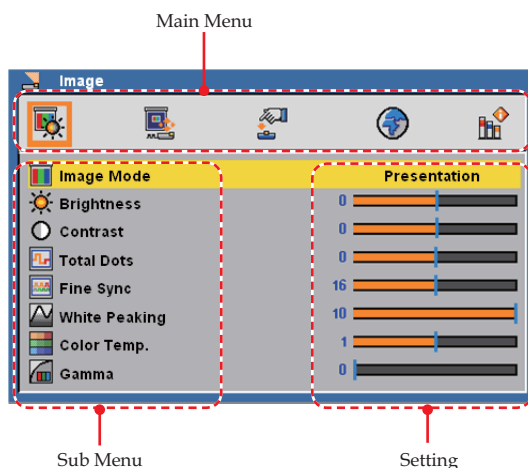 Main Menu
Image
Image Mode Presentation
Brightness 0
Contrast 0
Total Dots 0
Fine Sync 16
White Peaking 10
Color Temp. 1
Gamma 0
Sub Menu Setting